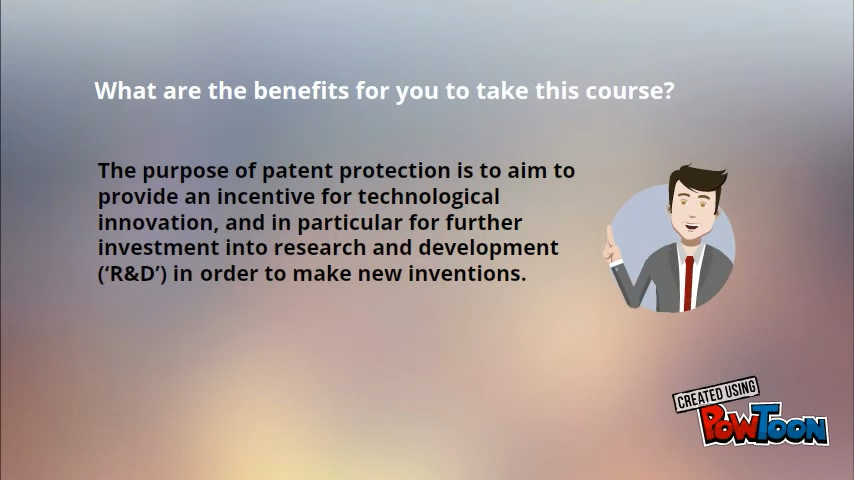 What are the benefits for you to take this course?
The purpose of patent protection is to aim to
provide an incentive for technological
innovation, and in particular for further
investment into research and development
(‘R&D’) in order to make new inventions.
CREATED USING
POWTOON